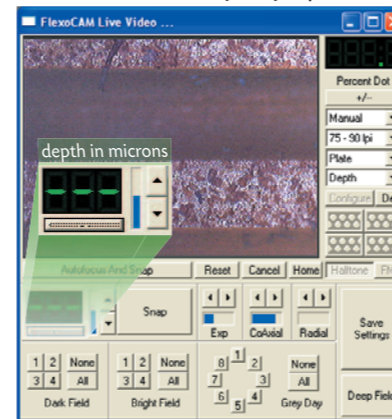 FlexoCAM Live Video ...
Percent Dot
+/-
Manual
75 - 90 lpi
Plate
Depth
Configure
depth in microns
Autofocus And Snap
Reset
Cancel
Home
Halftone
Snap
Exp
CoAxial
Radial
Save
Settings
1 2 None
3 4 All
Dark Field
1 2 None
3 4 All
Bright Field
8 1 2
7 3
6 5 4
None
All
Grey Day
Deep Field